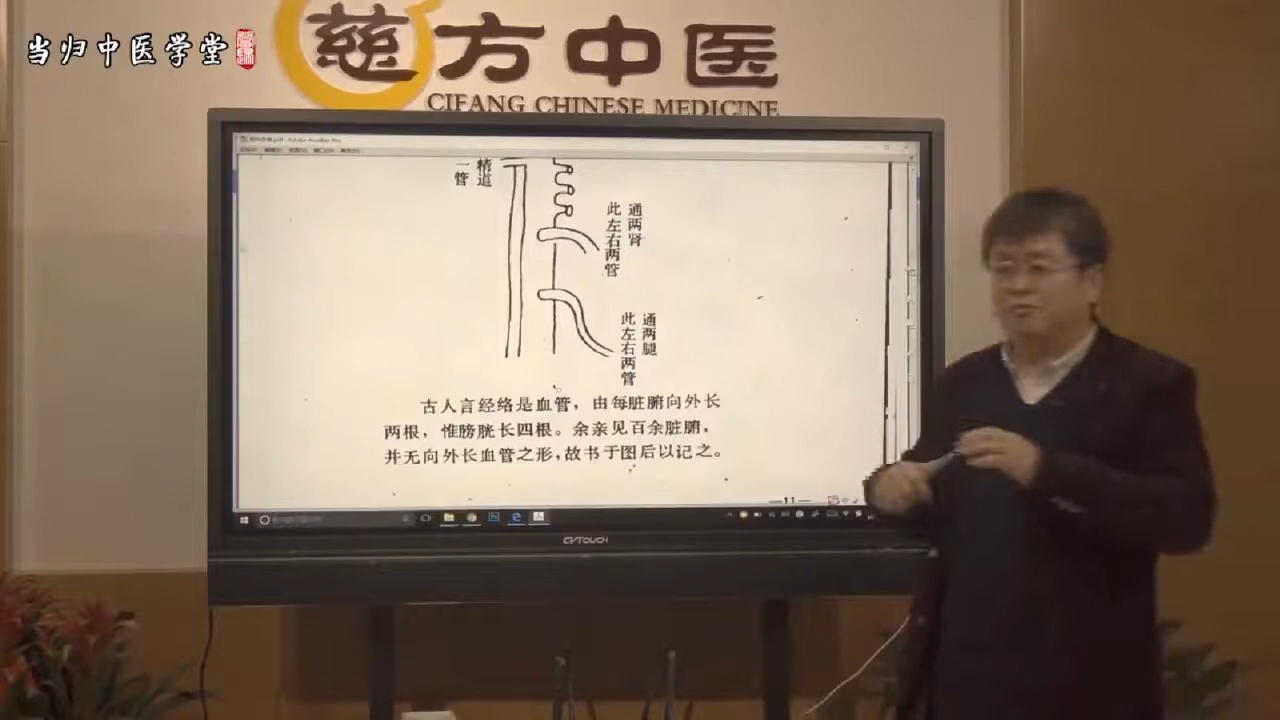 当归中医学堂
慈方中医
CIFANG CHINESE MEDICINE
精道
一管
通两肾
此左右两管
通两腿
此左右两管
古人言经络是血管，由每脏腑向外长
两根，惟膀胱长四根。余亲见百余脏腑，
并无向外长血管之形，故书于图后以记之。
—11—
CVTOUCH